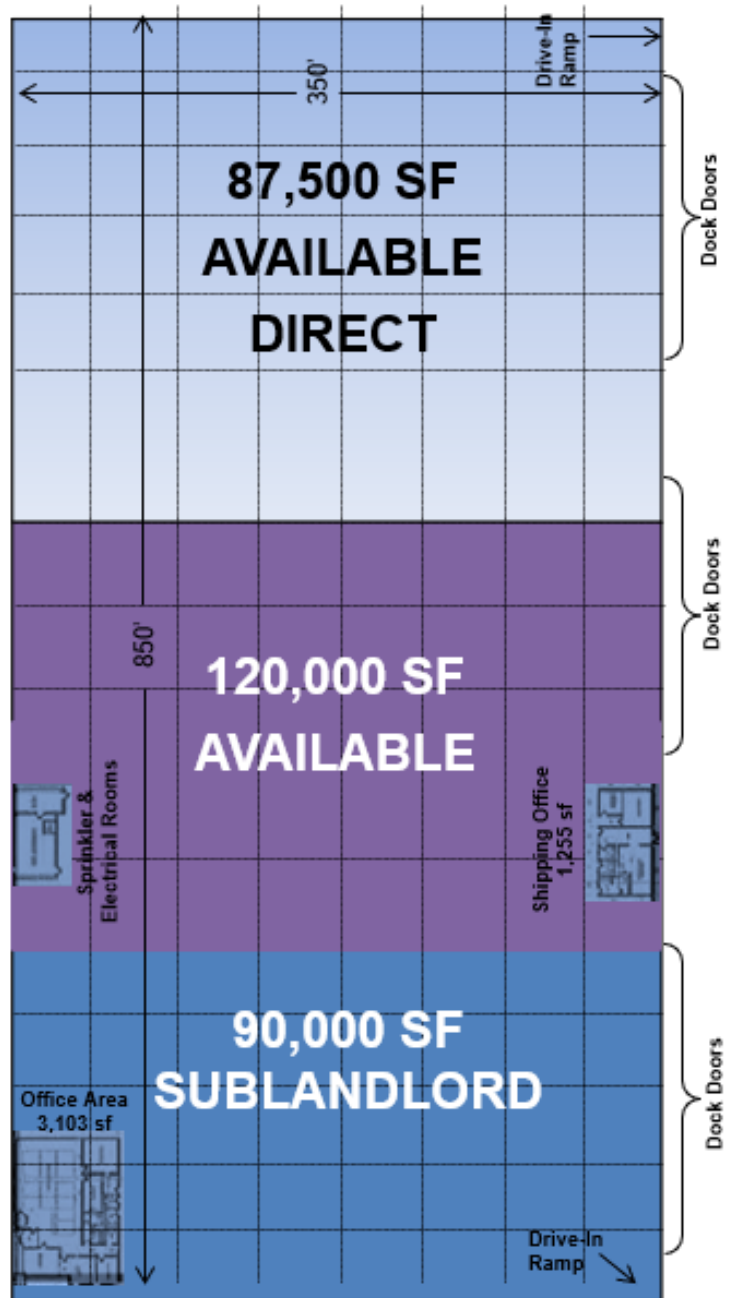 Drive-In
Ramp
350'
87,500 SF
AVAILABLE
DIRECT
Dock Doors
850'
120,000 SF
AVAILABLE
Dock Doors
Sprinkler &
Electrical Rooms
Shipping Office
1,255 sf
90,000 SF
SUBLANDLORD
Office Area
3,103 sf
Dock Doors
Drive-In
Ramp